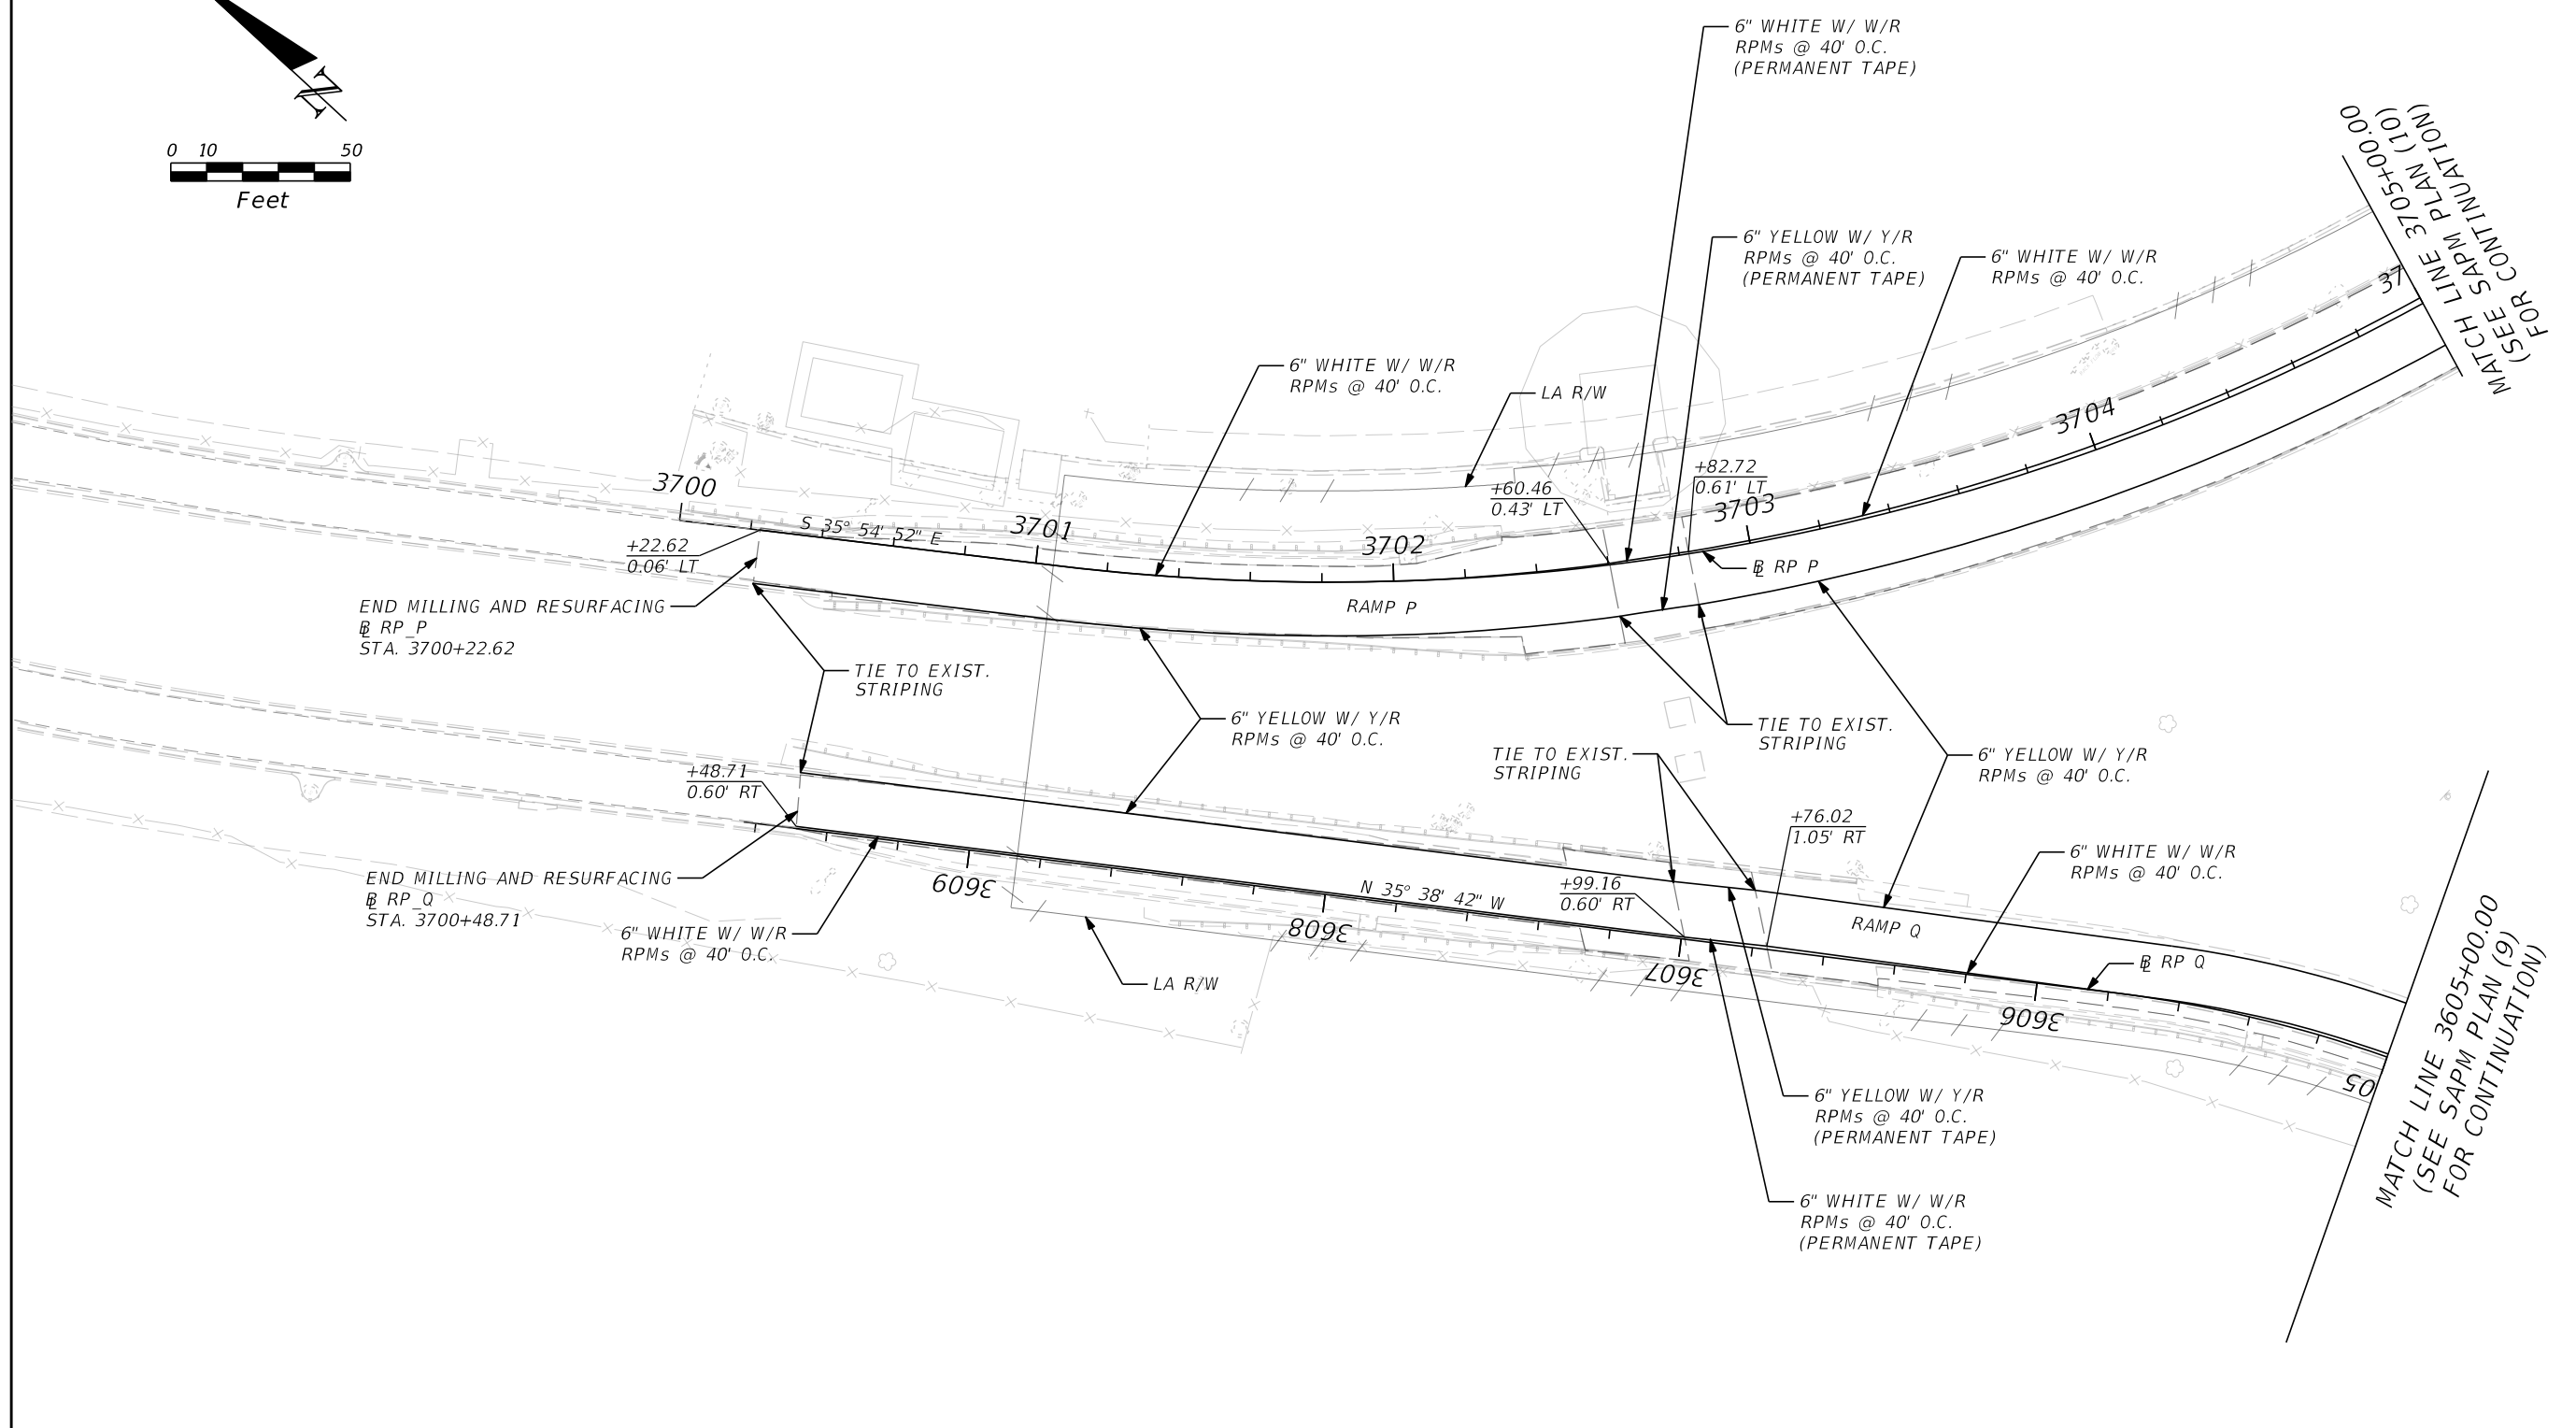 N
0 10 50
Feet
6" WHITE W/ W/R
RPMs @ 40' O.C.
(PERMANENT TAPE)
6" YELLOW W/ Y/R
RPMs @ 40' O.C.
(PERMANENT TAPE)
6" WHITE W/ W/R
RPMs @ 40' O.C.
MATCH LINE 3705+00.00
(SEE SAPM PLAN (10)
FOR CONTINUATION)
37
6" WHITE W/ W/R
RPMs @ 40' O.C.
LA R/W
3704
+82.72
0.61' LT
+60.46
0.43' LT
3703
3700
S 35° 54' 52" E
3701
3702
+22.62
0.06' LT
BL RP P
RAMP P
END MILLING AND RESURFACING
BL RP_P
STA. 3700+22.62
TIE TO EXIST.
STRIPING
6" YELLOW W/ Y/R
RPMs @ 40' O.C.
TIE TO EXIST.
STRIPING
TIE TO EXIST.
STRIPING
6" YELLOW W/ Y/R
RPMs @ 40' O.C.
+48.71
0.60' RT
+76.02
1.05' RT
6" WHITE W/ W/R
RPMs @ 40' O.C.
END MILLING AND RESURFACING
BL RP_Q
STA. 3700+48.71
3609
N 35° 38' 42" W
+99.16
0.60' RT
RAMP Q
6" WHITE W/ W/R
RPMs @ 40' O.C.
3608
BL RP Q
LA R/W
3607
3606
05
MATCH LINE 3605+00.00
(SEE SAPM PLAN (9)
FOR CONTINUATION)
6" YELLOW W/ Y/R
RPMs @ 40' O.C.
(PERMANENT TAPE)
6" WHITE W/ W/R
RPMs @ 40' O.C.
(PERMANENT TAPE)